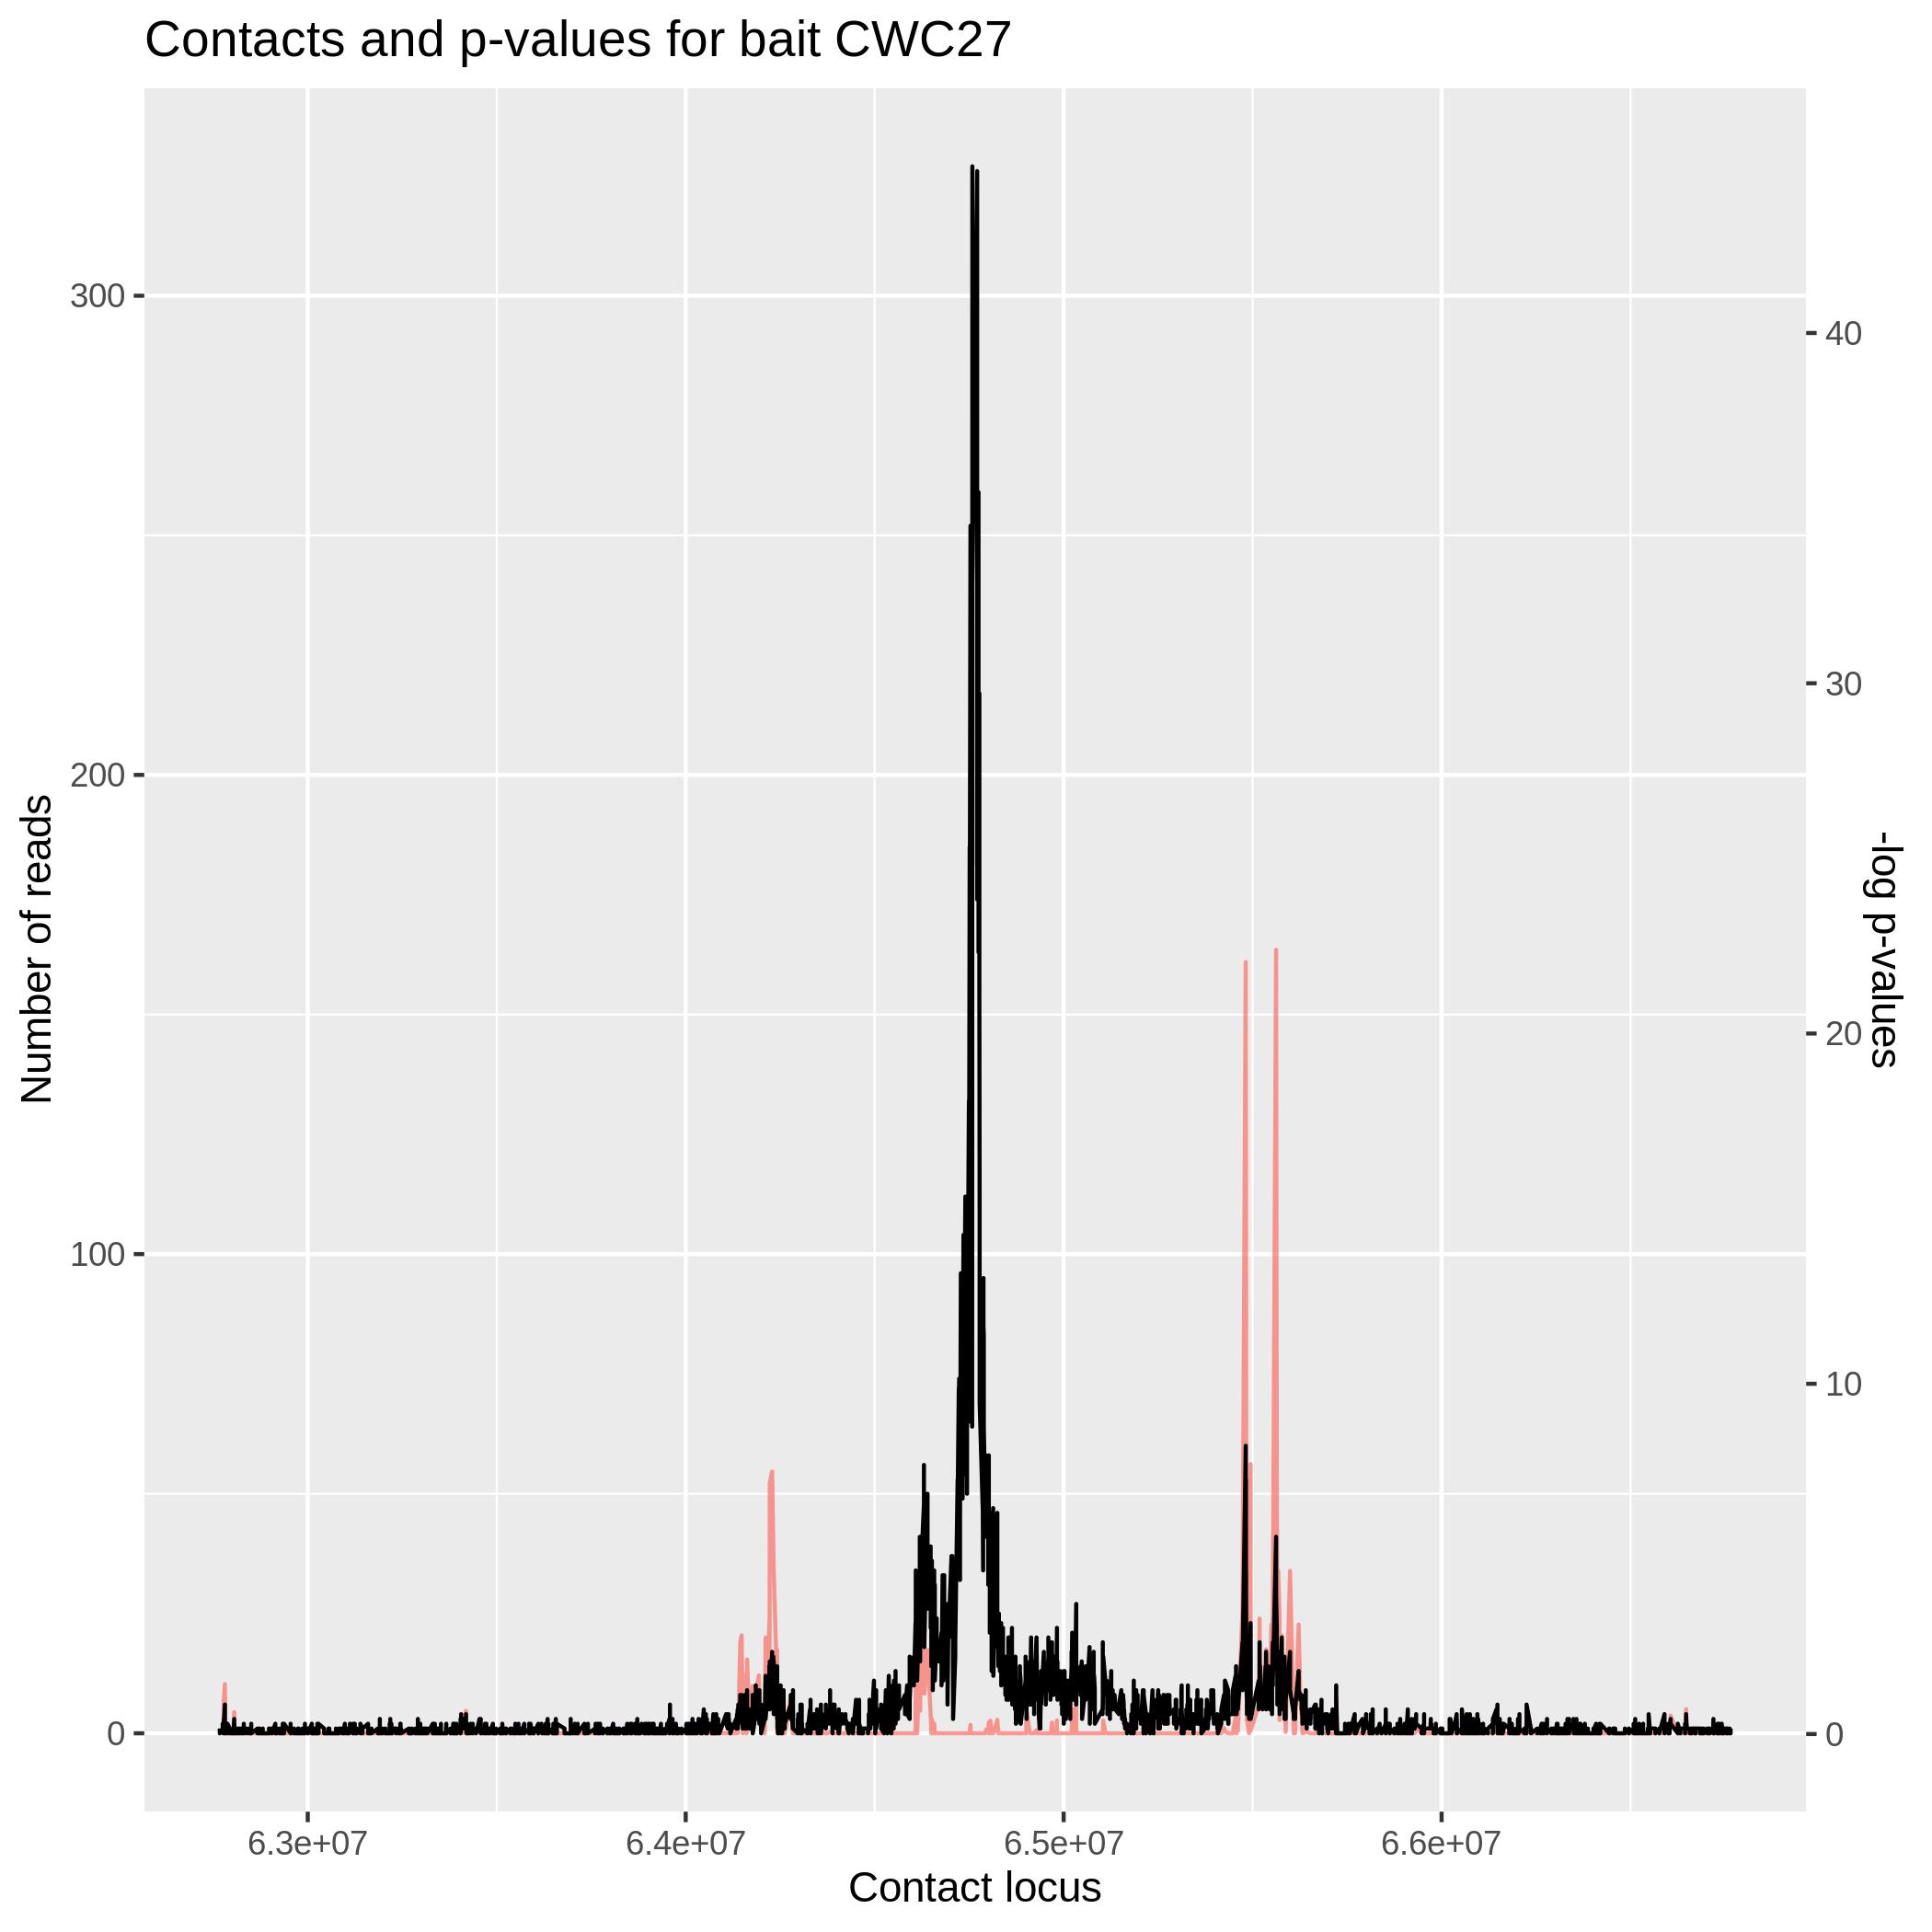 Contacts and p-values for bait CWC27
300
200
100
0
Number of reads
40
30
20
10
0
-log p-values
6.3e+07
6.4e+07
6.5e+07
6.6e+07
Contact locus